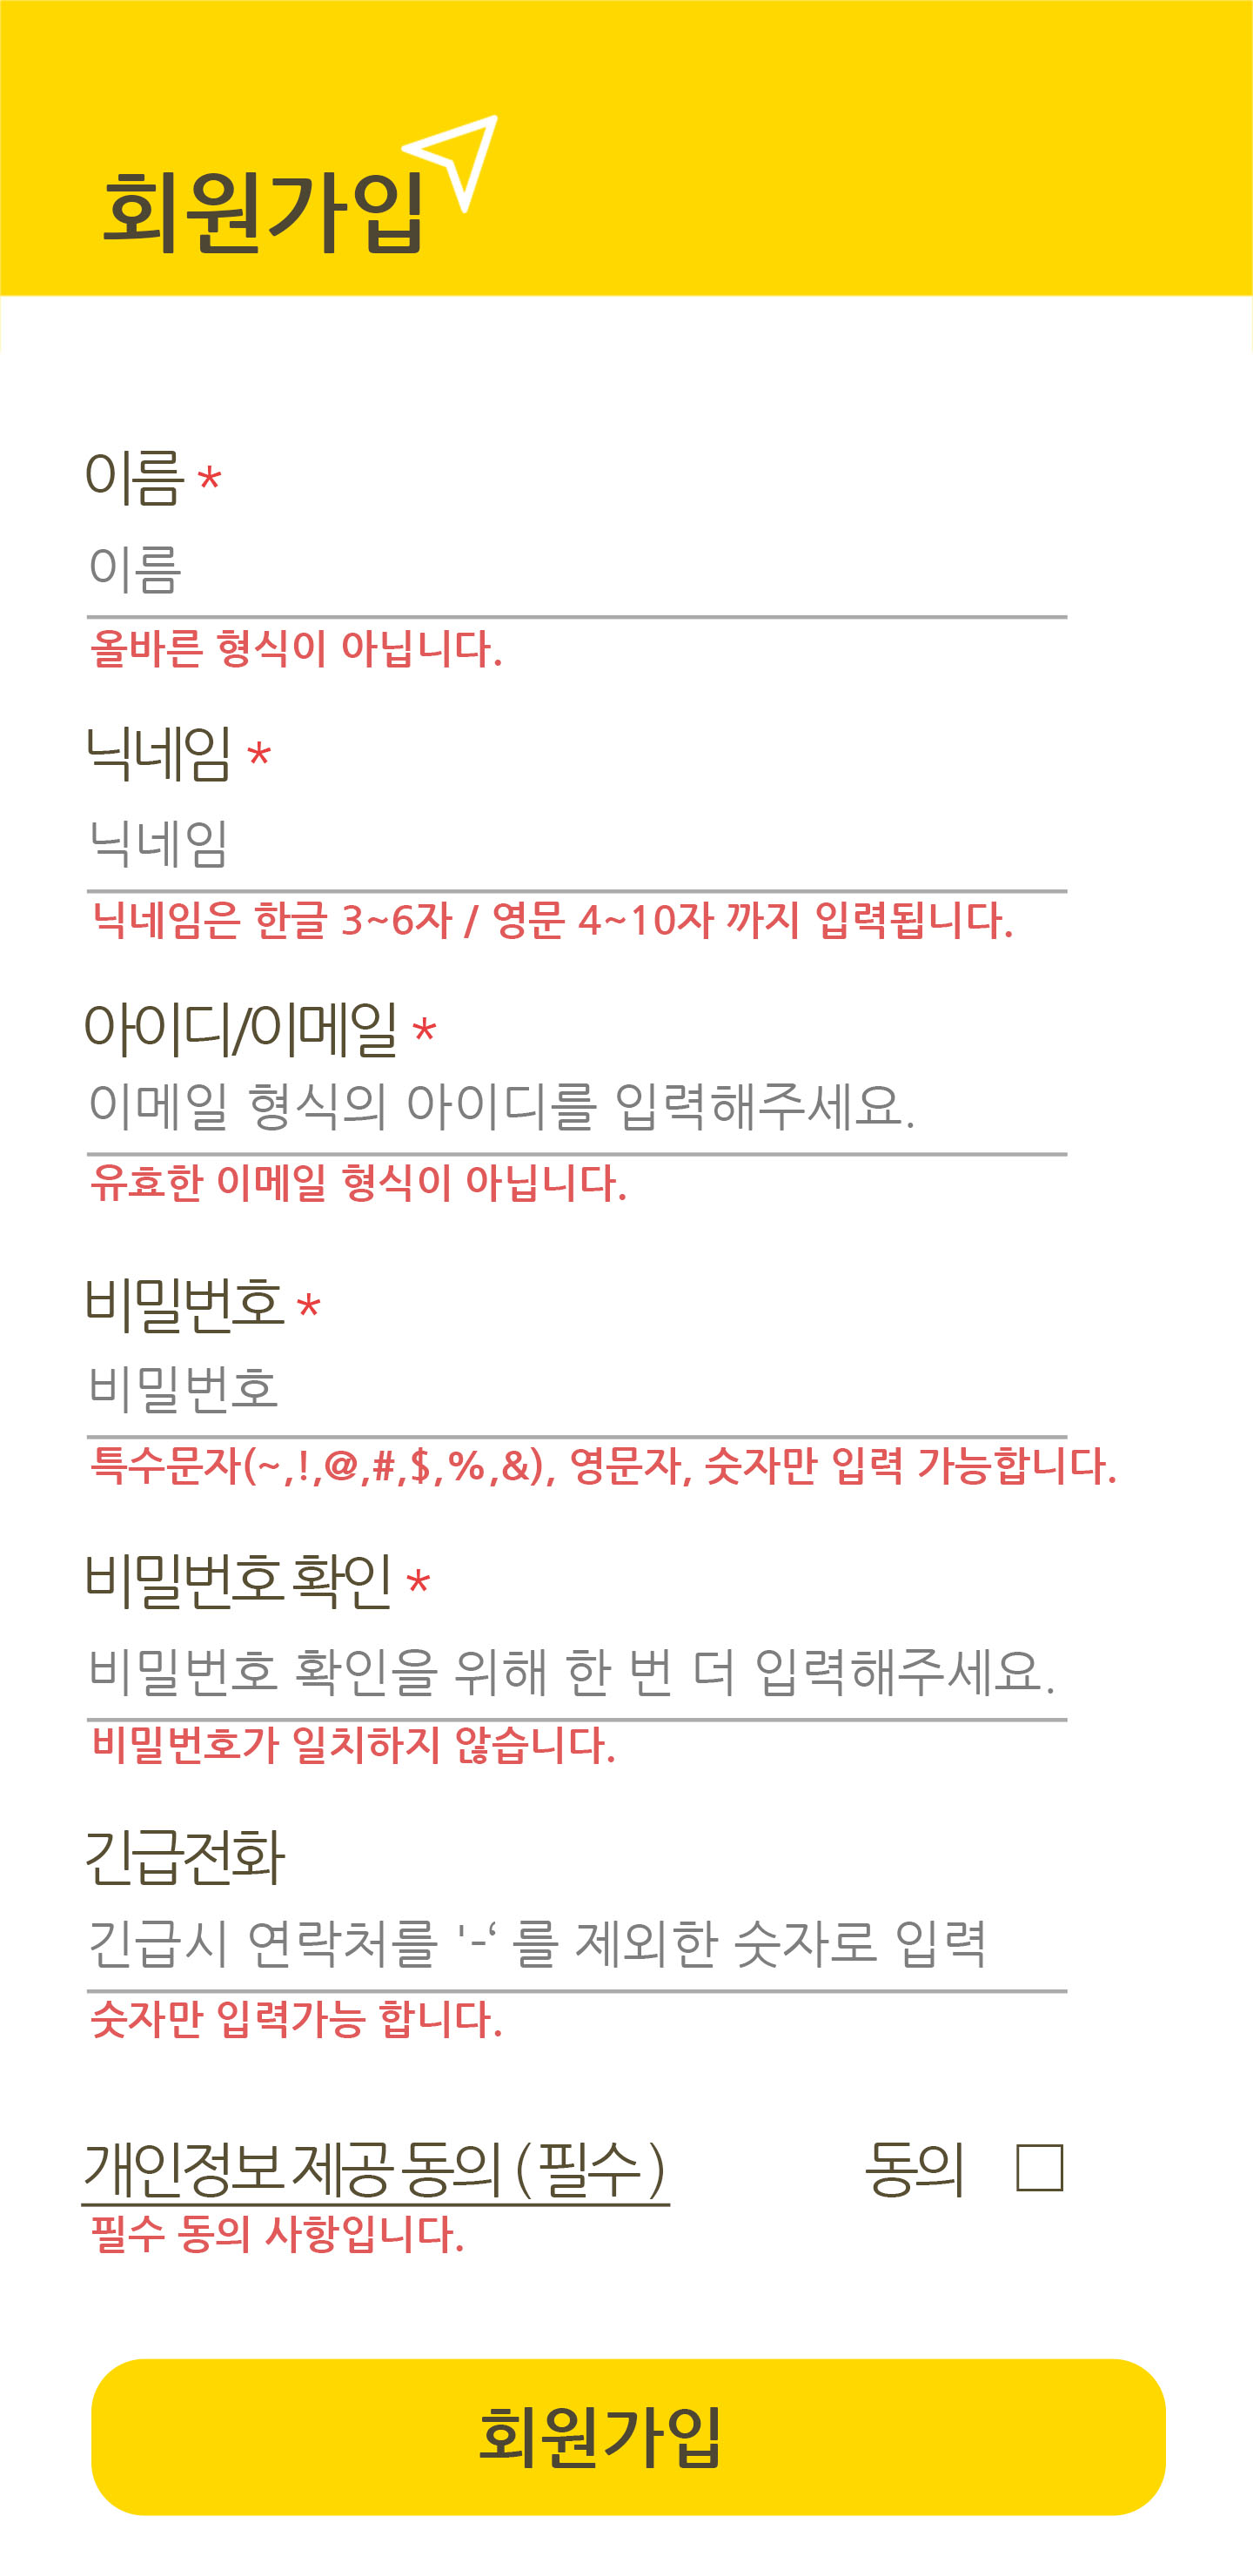 회원가입
이름 *
이름
올바른 형식이 아닙니다.
닉네임 *
닉네임
닉네임은 한글 3~6자 / 영문 4~10자 까지 입력됩니다.
아이디/이메일 *
이메일 형식의 아이디를 입력해주세요.
유효한 이메일 형식이 아닙니다.
비밀번호 *
비밀번호
특수문자(~,!,@,#,$,%,&), 영문자, 숫자만 입력 가능합니다.
비밀번호 확인 *
비밀번호 확인을 위해 한 번 더 입력해주세요.
비밀번호가 일치하지 않습니다.
긴급전화
긴급시 연락처를 '-‘ 를 제외한 숫자로 입력
숫자만 입력가능 합니다.
개인정보 제공 동의 ( 필수 ) 동의
필수 동의 사항입니다.
회원가입